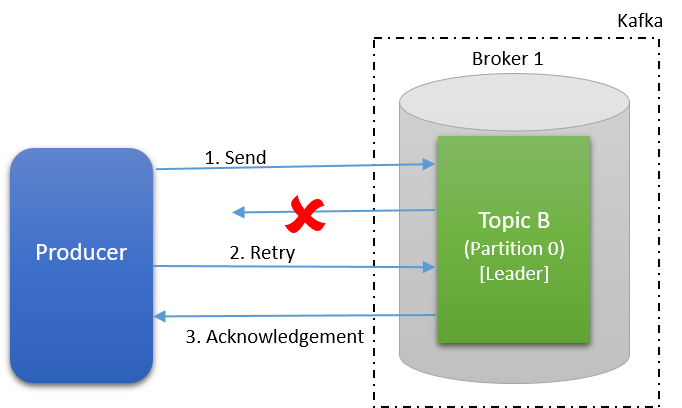 Kafka
Broker 1
1. Send
Topic B
(Partition 0)
[Leader]
Producer
2. Retry
3. Acknowledgement